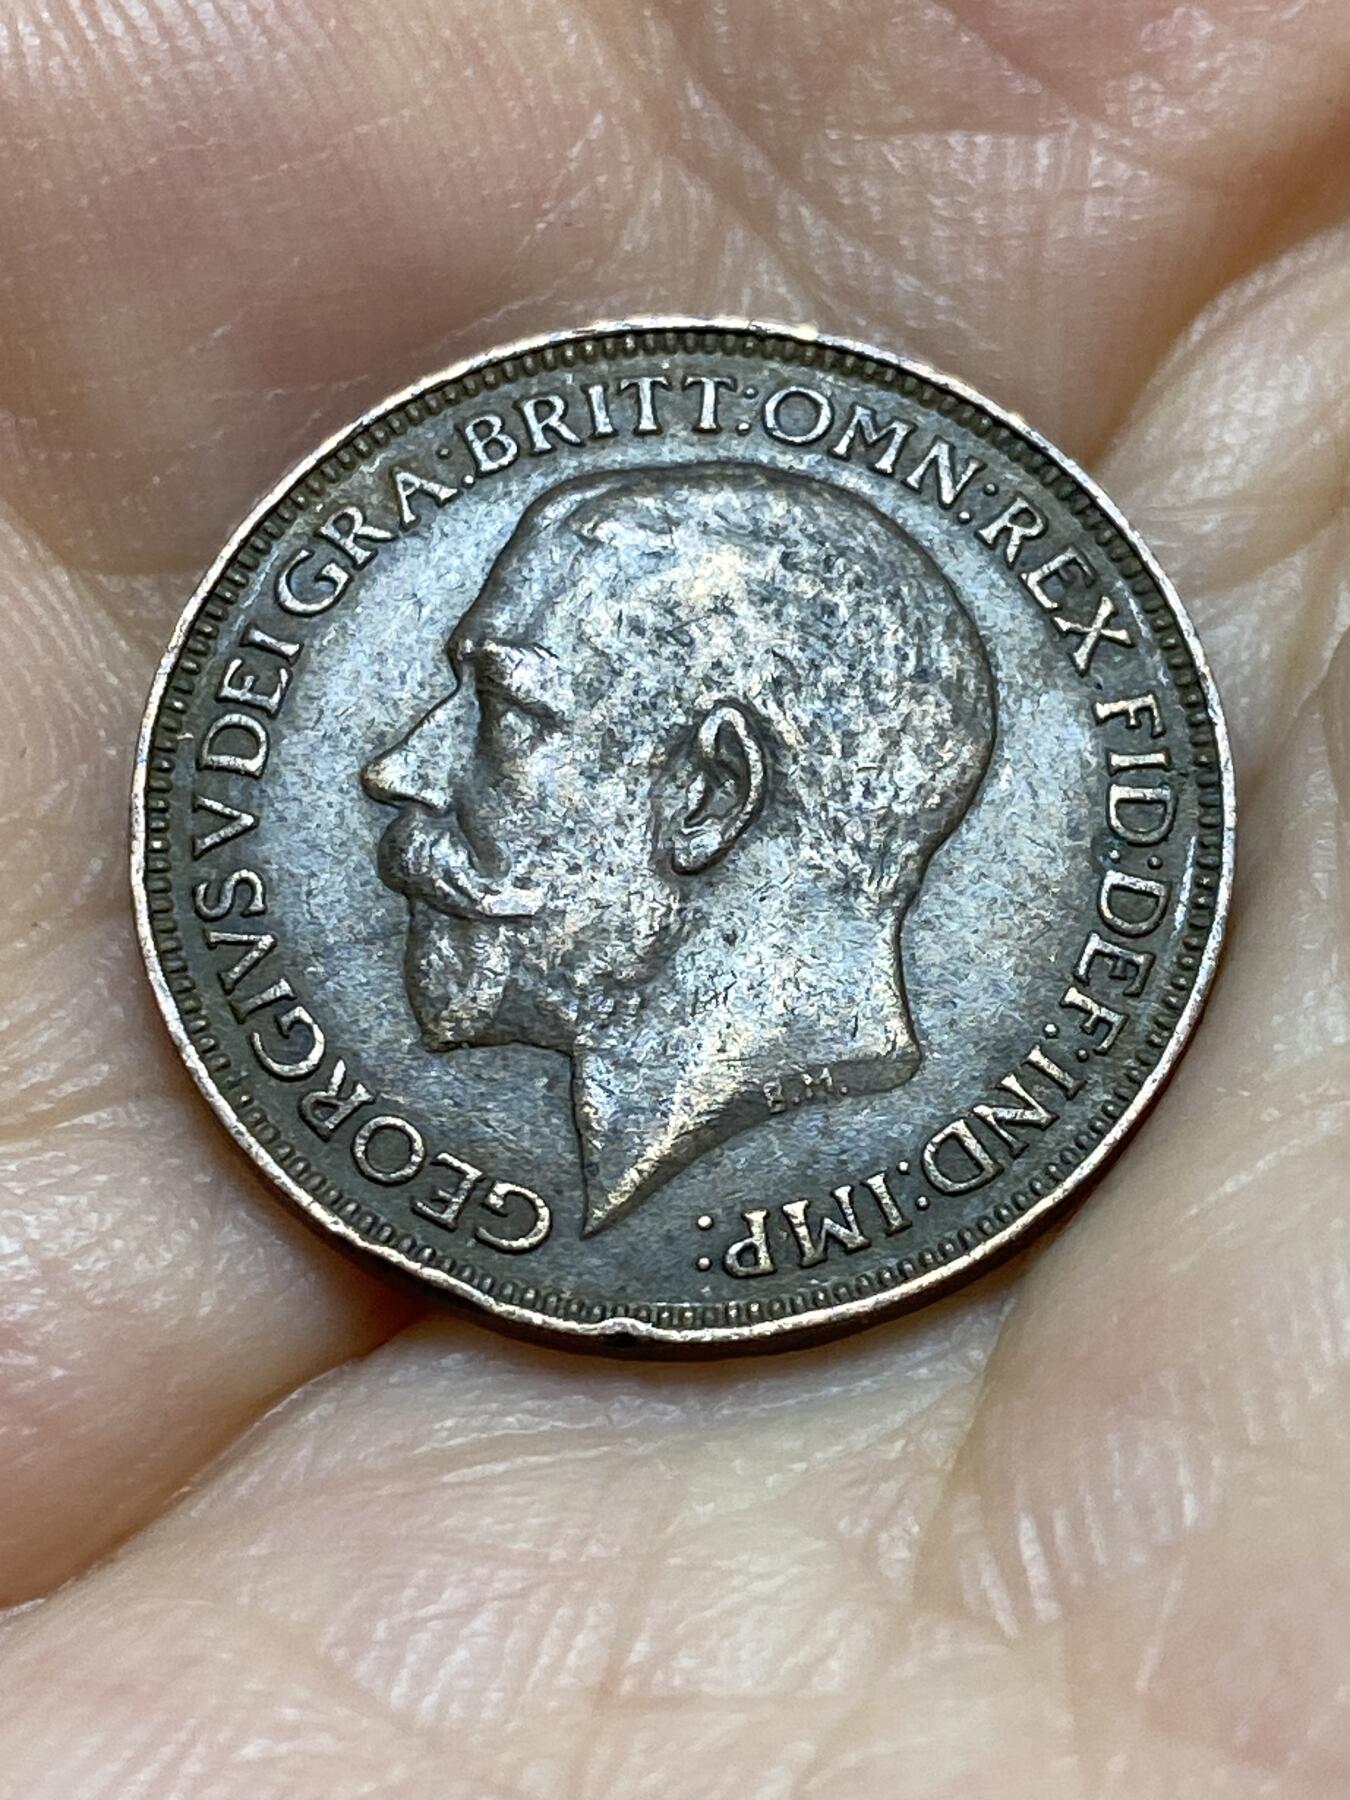 GEORGIVS V DEI GRA: BRITT: OMN: REX FID: DEF: IND: IMP:
B.M.